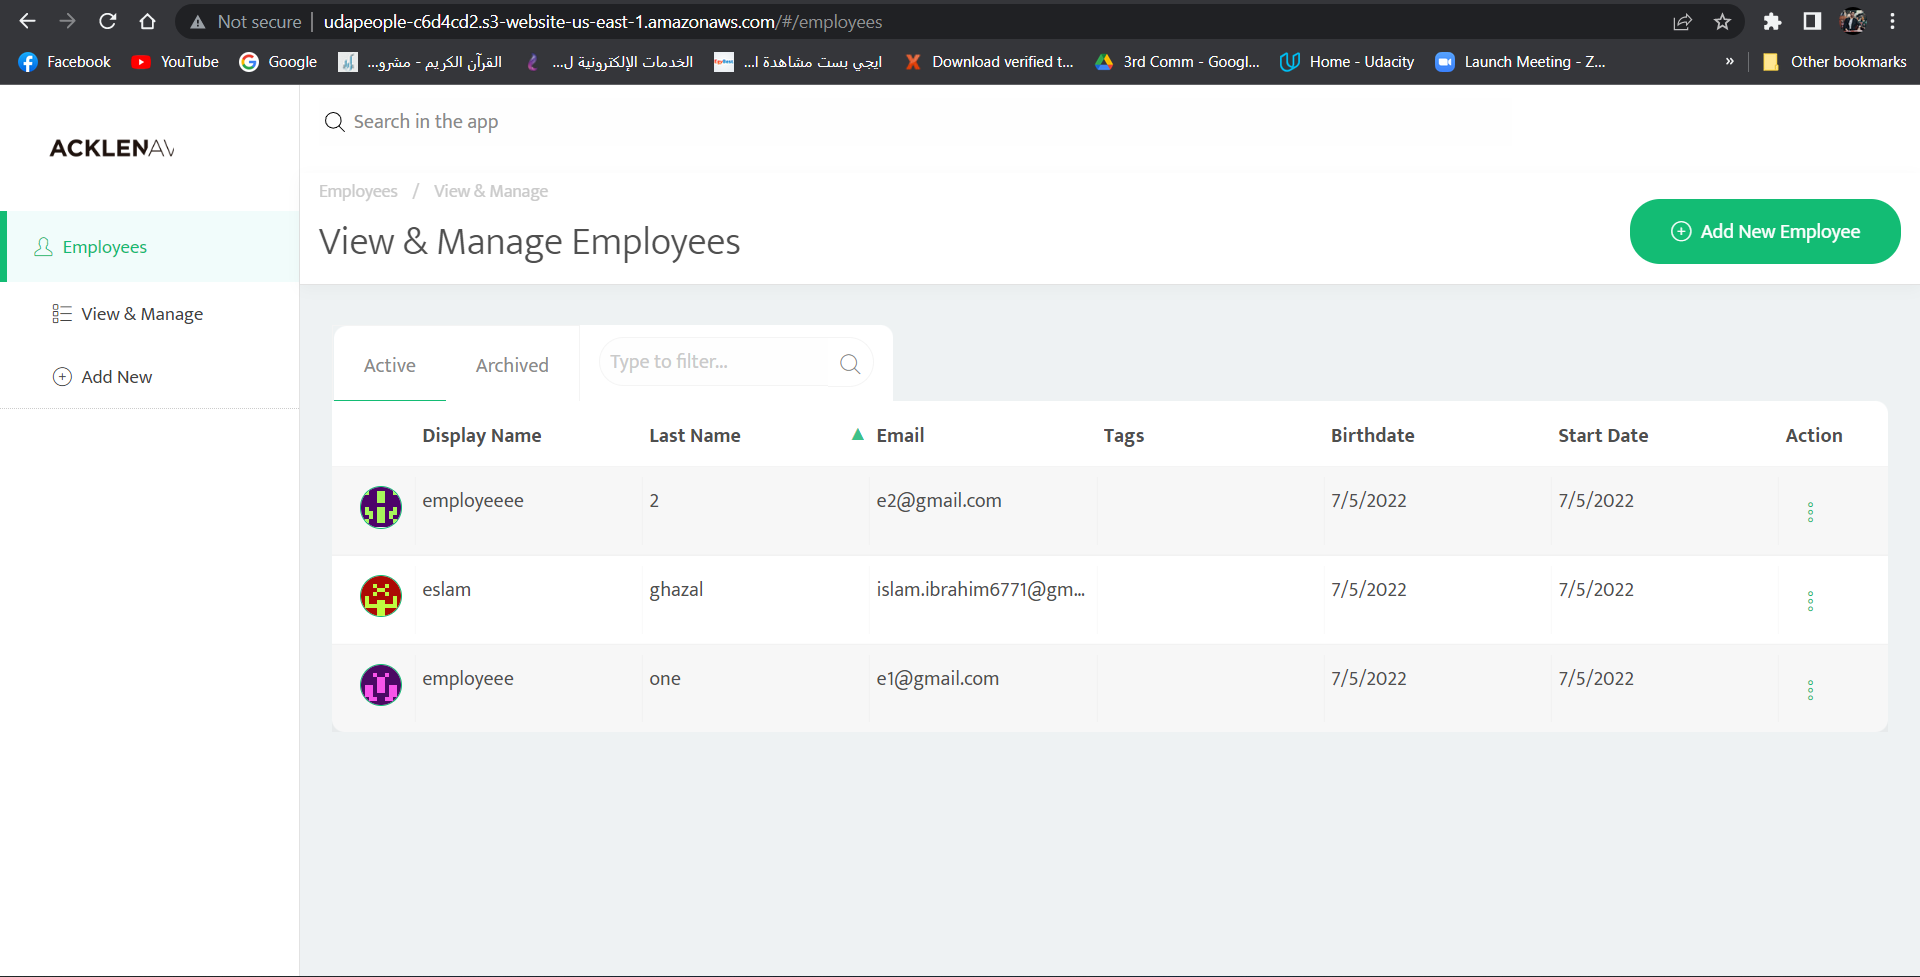 Not secure | udapeople-c6d4cd2.s3-website-us-east-1.amazonaws.com/#/employees
Facebook YouTube Google القرآن الكريم - مشرو... الخدمات الإلكترونية ل... ايجي بست مشاهدة ا... Download verified t... 3rd Comm - Googl... Home - Udacity Launch Meeting - Z... » Other bookmarks
ACKLENAV
Search in the app
Employees / View & Manage
View & Manage Employees
Add New Employee
Employees
View & Manage
Add New
Active Archived Type to filter...
Display Name Last Name Email Tags Birthdate Start Date Action
employeeee 2 e2@gmail.com 7/5/2022 7/5/2022
eslam ghazal islam.ibrahim6771@gm... 7/5/2022 7/5/2022
employeee one e1@gmail.com 7/5/2022 7/5/2022